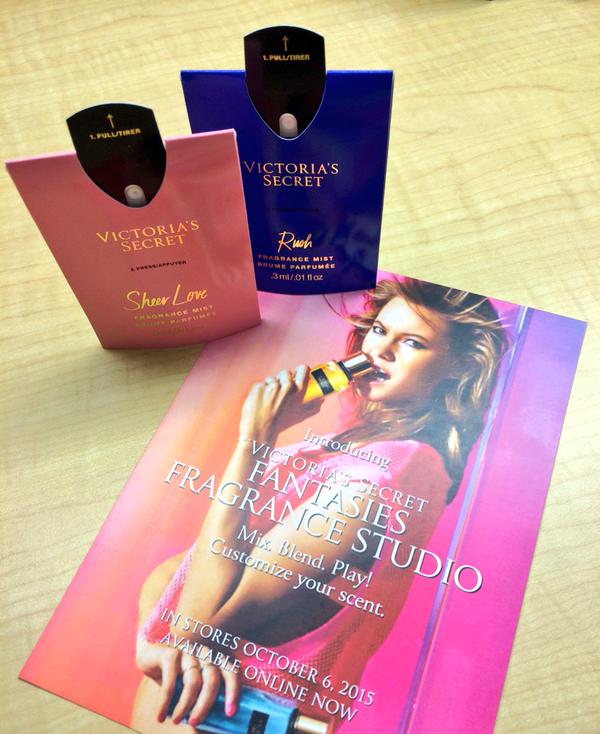 1. PULL/TIRER
VICTORIA'S
SECRET
2. PRESS/APPUYER
Sheer Love
FRAGRANCE MIST
BRUME PARFUMÉE
1. PULL/TIRER
VICTORIA'S
SECRET
Rush
FRAGRANCE MIST
BRUME PARFUMÉE
.3 ml/.01 fl oz
Introducing
VICTORIA'S SECRET
FANTASIES
FRAGRANCE STUDIO
Mix. Blend. Play!
Customize your scent.
IN STORES OCTOBER 6, 2015
AVAILABLE ONLINE NOW